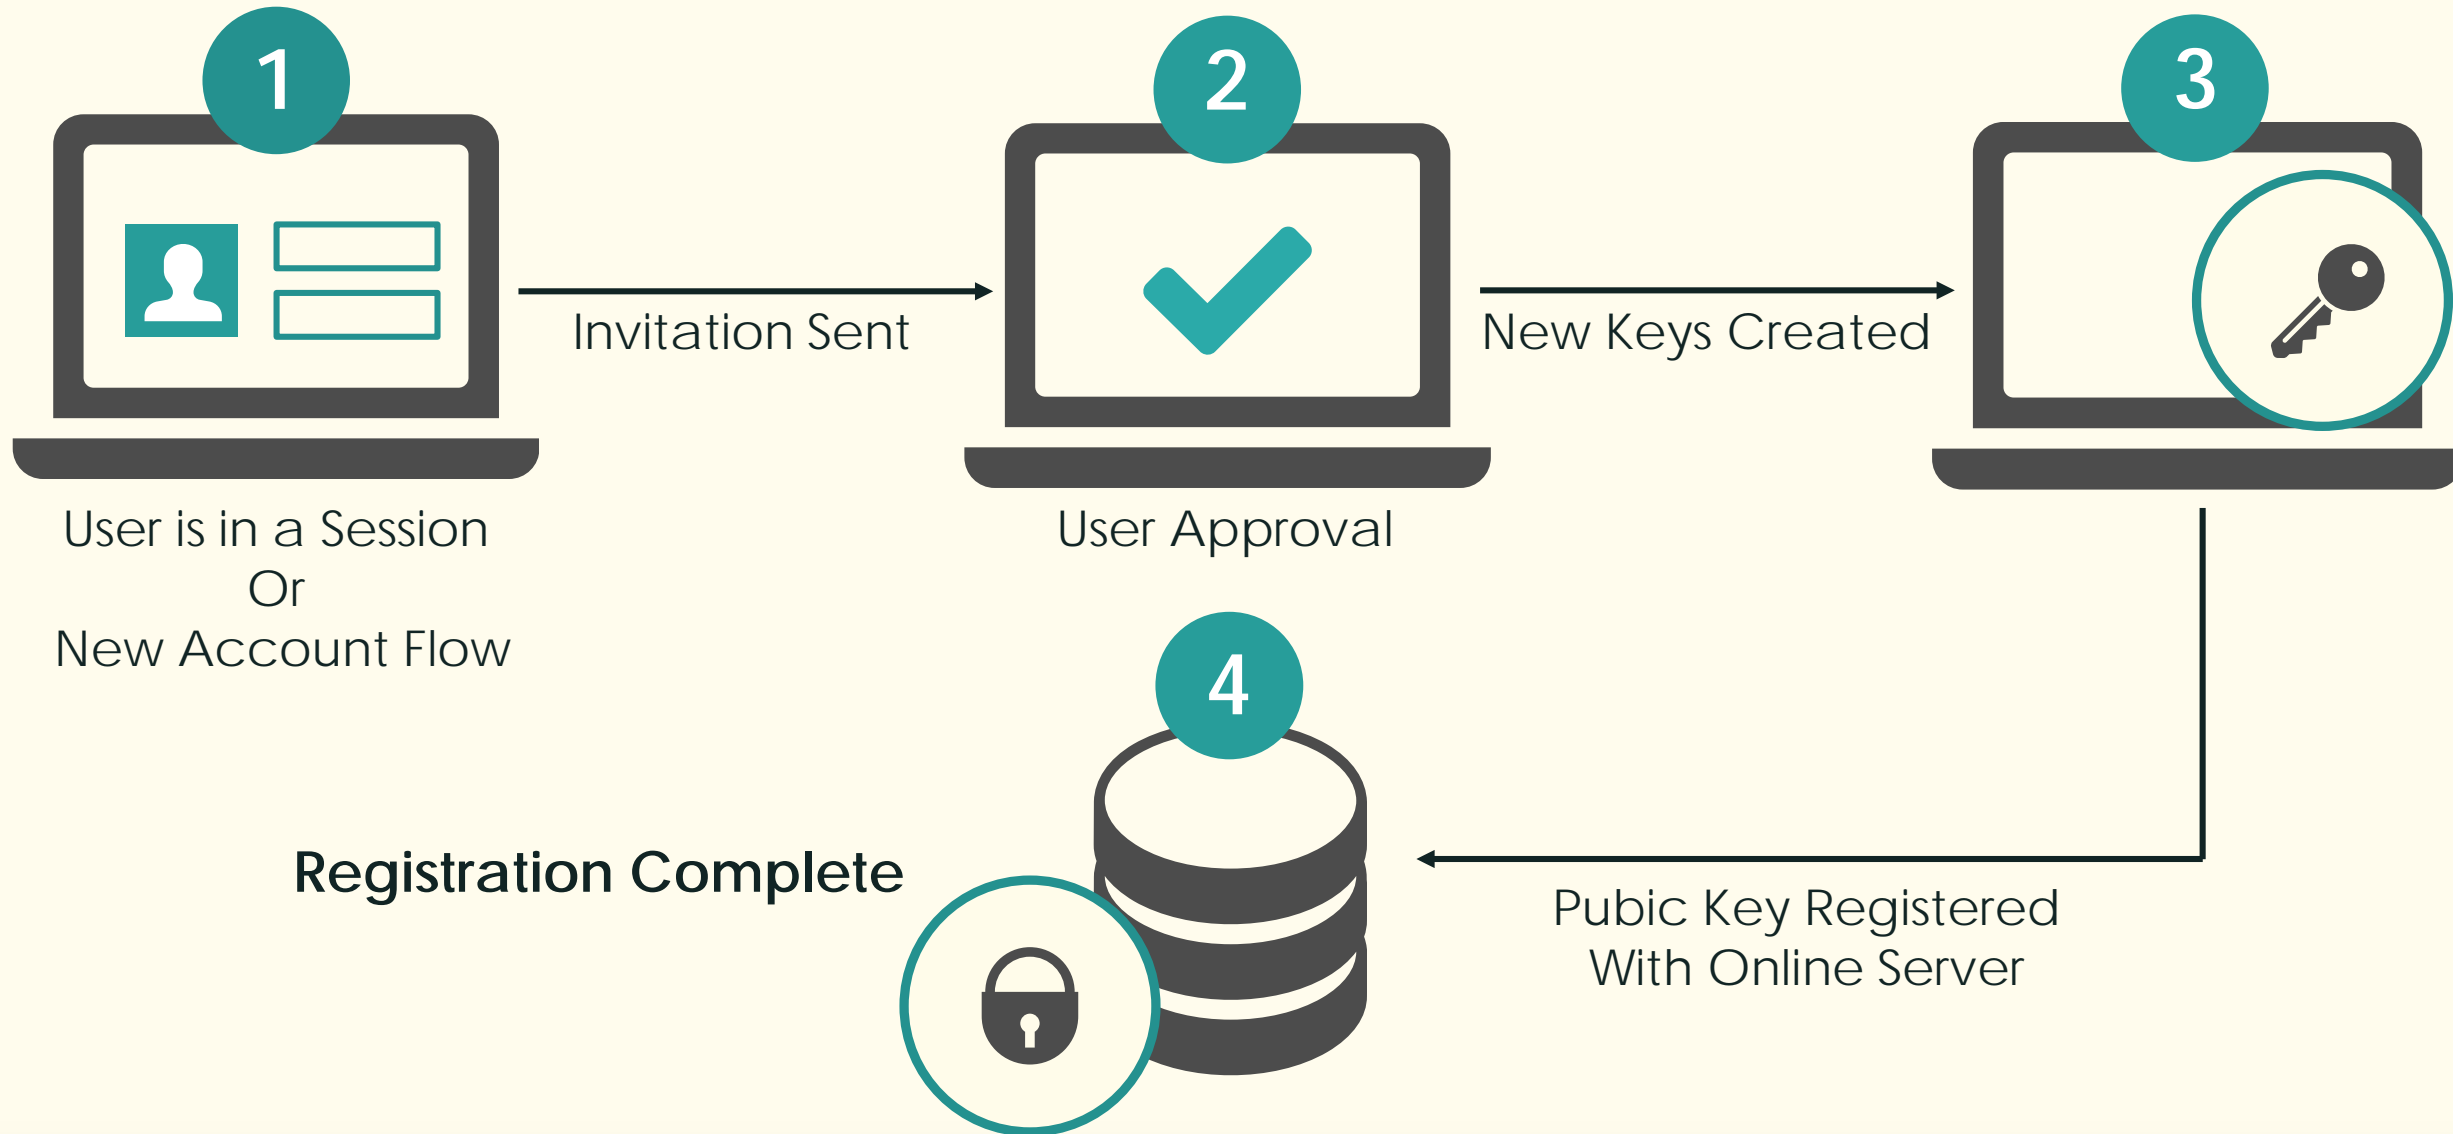 1
2
3
Invitation Sent
New Keys Created
User is in a Session
Or
New Account Flow
User Approval
4
Registration Complete
Pubic Key Registered
With Online Server